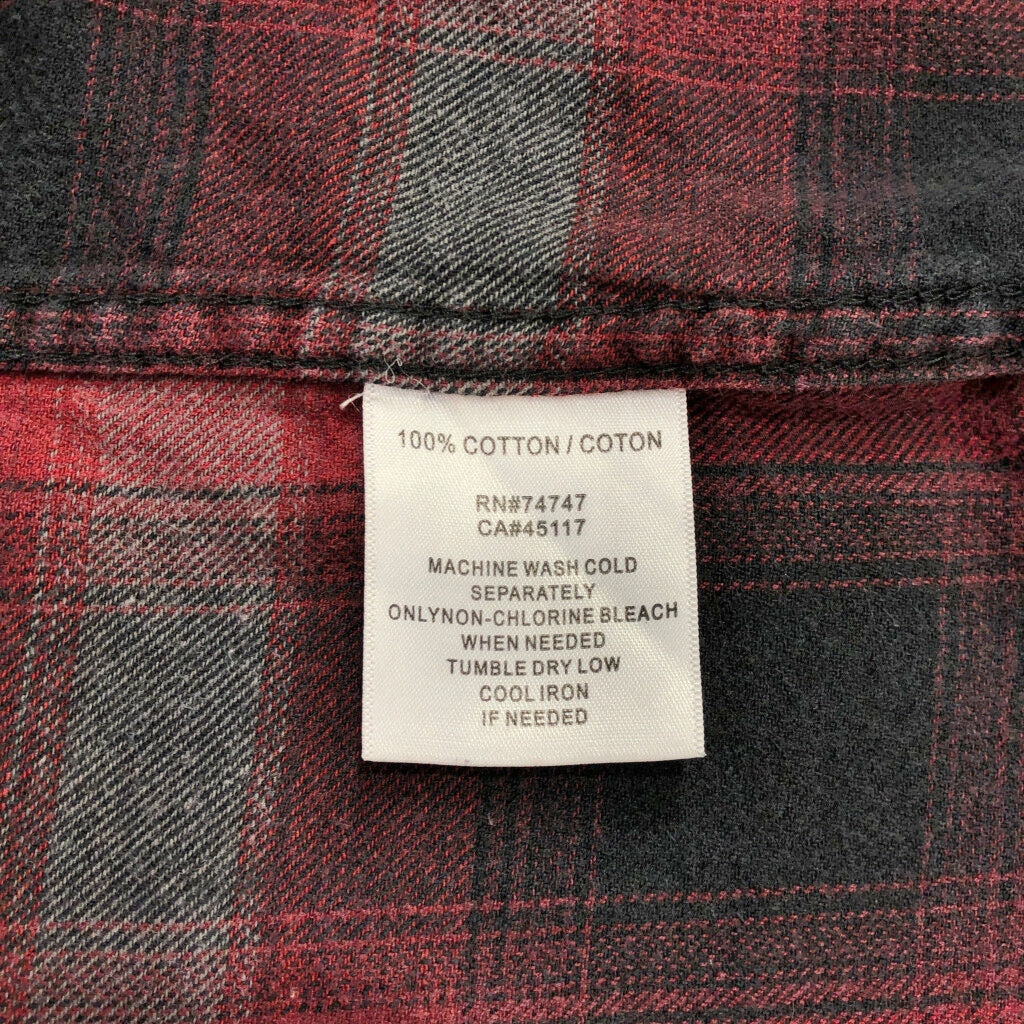 100% COTTON / COTON
RN#74747
CA#45117
MACHINE WASH COLD
SEPARATELY
ONLYNON-CHLORINE BLEACH
WHEN NEEDED
TUMBLE DRY LOW
COOL IRON
IF NEEDED